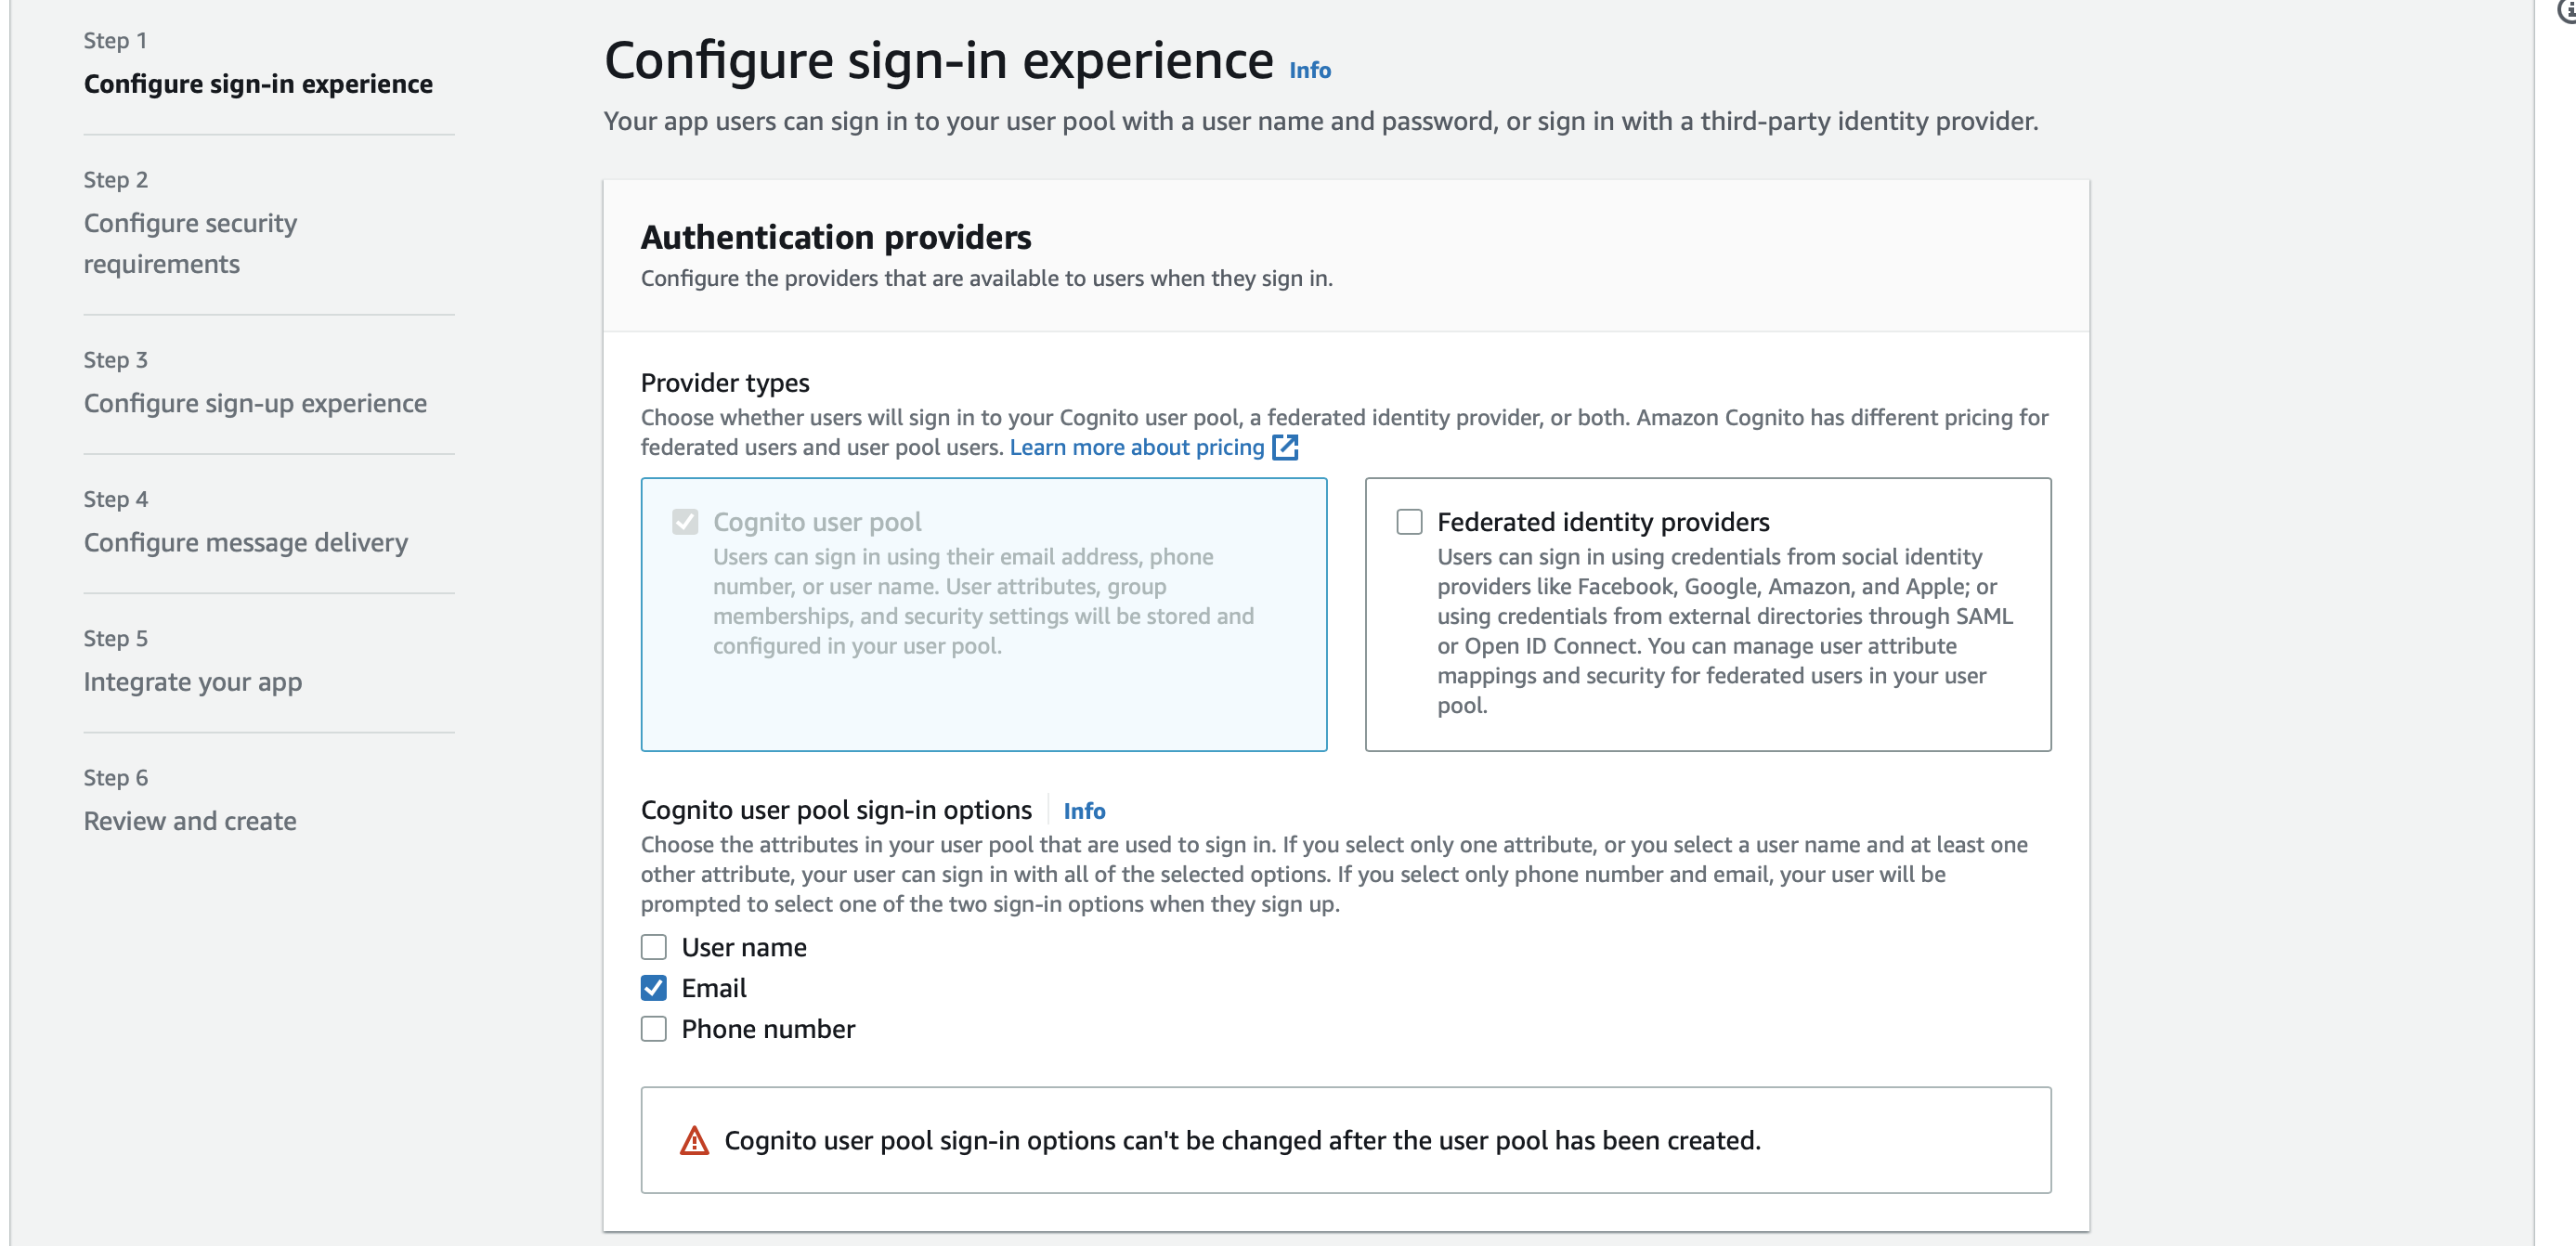 Step 1
Configure sign-in experience
Step 2
Configure security
requirements
Step 3
Configure sign-up experience
Step 4
Configure message delivery
Step 5
Integrate your app
Step 6
Review and create
Configure sign-in experience Info
Your app users can sign in to your user pool with a user name and password, or sign in with a third-party identity provider.
Authentication providers
Configure the providers that are available to users when they sign in.
Provider types
Choose whether users will sign in to your Cognito user pool, a federated identity provider, or both. Amazon Cognito has different pricing for
federated users and user pool users. Learn more about pricing
Cognito user pool
Users can sign in using their email address, phone
number, or user name. User attributes, group
memberships, and security settings will be stored and
configured in your user pool.
Federated identity providers
Users can sign in using credentials from social identity
providers like Facebook, Google, Amazon, and Apple; or
using credentials from external directories through SAML
or Open ID Connect. You can manage user attribute
mappings and security for federated users in your user
pool.
Cognito user pool sign-in options Info
Choose the attributes in your user pool that are used to sign in. If you select only one attribute, or you select a user name and at least one
other attribute, your user can sign in with all of the selected options. If you select only phone number and email, your user will be
prompted to select one of the two sign-in options when they sign up.
User name
Email
Phone number
Cognito user pool sign-in options can't be changed after the user pool has been created.